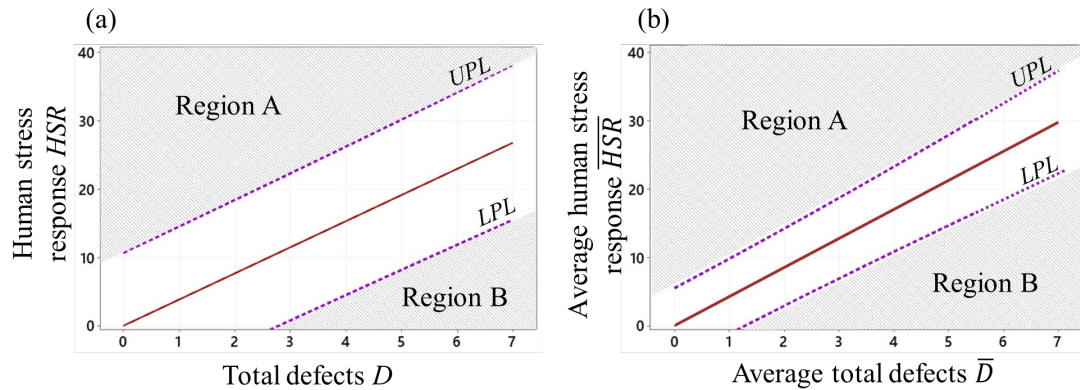 (a)
40
30
20
10
0
Human stress
response HSR
Region A
UPL
LPL
Region B
0 1 2 3 4 5 6 7
Total defects D
(b)
40
30
20
10
0
Average human stress
response H̅S̅R̅
Region A
UPL
LPL
Region B
0 1 2 3 4 5 6 7
Average total defects D̅